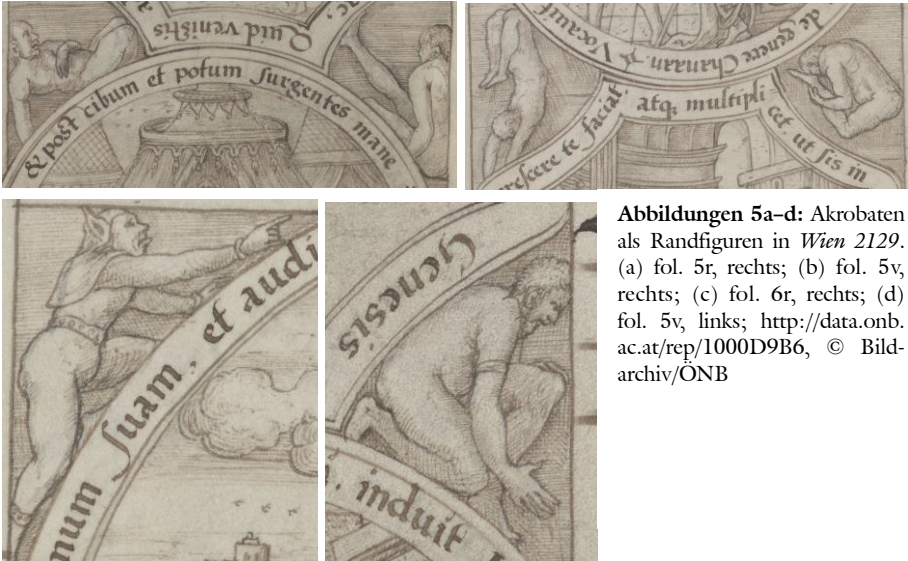 Quid veniſtis
& poſt cibum et potum ſurgentes mane
de genere Chanaan. Vocauit
reſcere te faciat
atq; multipli
cet. ut ſis in
num ſuam, et audi
Geneſis
. induit
Abbildungen 5a–d: Akrobaten
als Randfiguren in Wien 2129.
(a) fol. 5r, rechts; (b) fol. 5v,
rechts; (c) fol. 6r, rechts; (d)
fol. 5v, links; http://data.onb.
ac.at/rep/1000D9B6, © Bild-
archiv/ÖNB